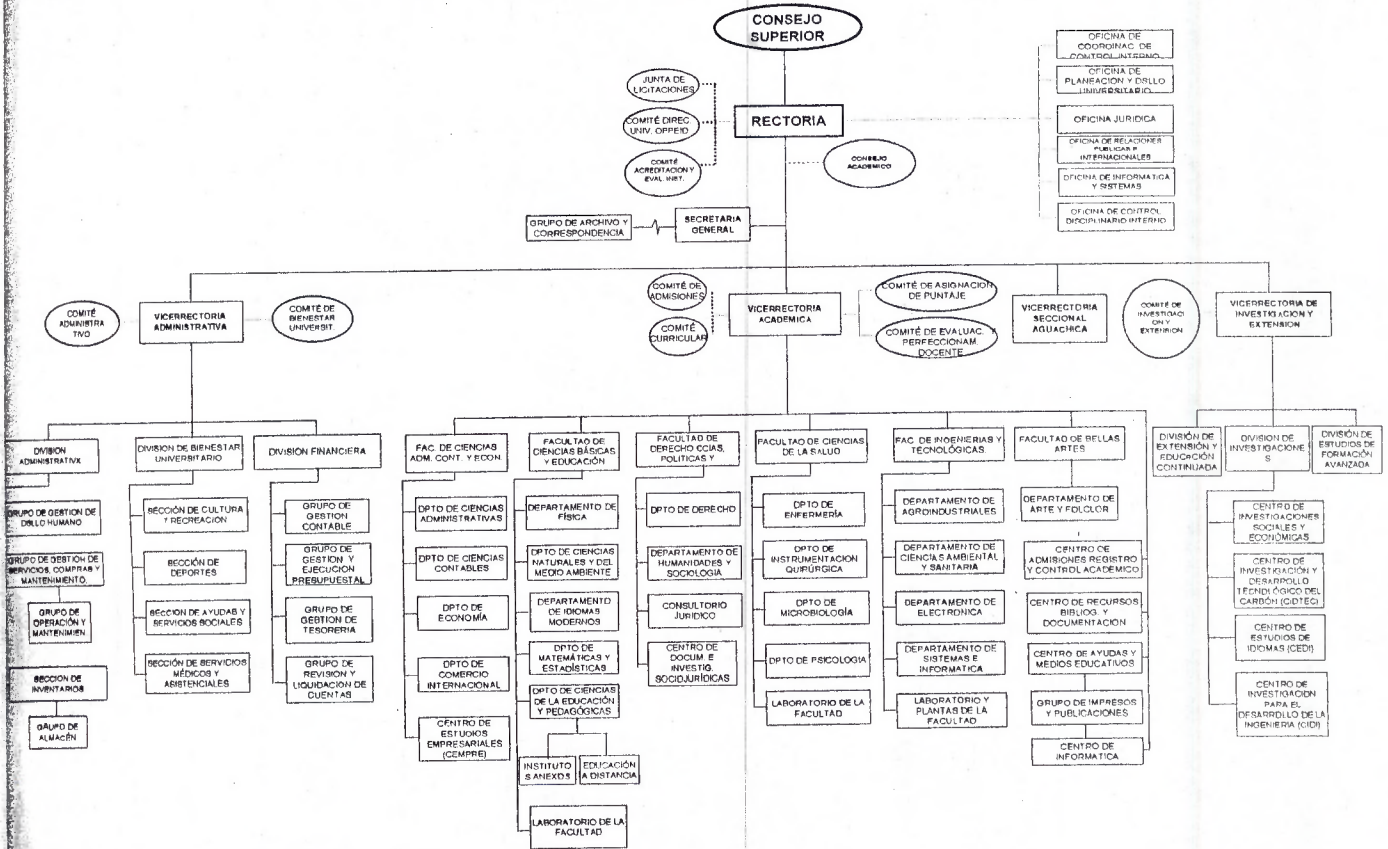 CONSEJO
SUPERIOR
OFICINA DE
COORDINAC. DE
CONTROL INTERNO
OFICINA DE
PLANEACION Y DSLLO
UNIVERSITARIO
OFICINA JURIDICA
OFICINA DE RELACIONES
PUBLICAS E
INTERNACIONALES
OFICINA DE INFORMATICA
Y SISTEMAS
OFICINA DE CONTROL
DISCIPLINARIO INTERNO
JUNTA DE
LICITACIONES
COMITÉ DIREC.
UNIV. OPPEID
COMITÉ
ACREDITACION Y
EVAL. INST.
RECTORIA
CONSEJO
ACADEMICO
GRUPO DE ARCHIVO Y
CORRESPONDENCIA
SECRETARIA
GENERAL
COMITÉ
ADMINISTRA
TIVO
VICERRECTORIA
ADMINISTRATIVA
COMITÉ DE
BIENESTAR
UNIVERSIT.
COMITÉ DE
ADMISIONES
COMITÉ
CURRICULAR
VICERRECTORIA
ACADEMICA
COMITÉ DE ASIGNACION
DE PUNTAJE
COMITÉ DE EVALUAC. Y
PERFECCIONAM.
DOCENTE
VICERRECTORIA
SECCIONAL
AGUACHICA
COMITÉ DE
INVESTIGACI
ON Y
EXTENSION
VICERRECTORIA DE
INVESTIGACION Y
EXTENSION
DIVISION
ADMINISTRATIVA
GRUPO DE GESTION DE
DSLLO HUMANO
GRUPO DE GESTION DE
SERVICIOS, COMPRAS Y
MANTENIMIENTO.
GRUPO DE
OPERACIÓN Y
MANTENIMIEN
SECCION DE
INVENTARIOS
GRUPO DE
ALMACÉN
DIVISION DE BIENESTAR
UNIVERSITARIO
SECCIÓN DE CULTURA
Y RECREACION
SECCIÓN DE
DEPORTES
SECCION DE AYUDAS Y
SERVICIOS SOCIALES
SECCIÓN DE SERVICIOS
MÉDICOS Y
ASISTENCIALES
DIVISION FINANCIERA
GRUPO DE
GESTION
CONTABLE
GRUPO DE
GESTION Y
EJECUCION
PRESUPUESTAL
GRUPO DE
GESTION DE
TESORERIA
GRUPO DE
REVISION Y
LIQUIDACION DE
CUENTAS
FAC. DE CIENCIAS
ADM. CONT. Y ECON.
DPTO DE CIENCIAS
ADMINISTRATIVAS
DPTO DE CIENCIAS
CONTABLES
DPTO DE
ECONOMÍA
DPTO DE
COMERCIO
INTERNACIONAL
CENTRO DE
ESTUDIOS
EMPRESARIALES
(CEMPRE)
FACULTAD DE
CIENCIAS BÁSICAS
Y EDUCACIÓN
DEPARTAMENTO DE
FÍSICA
DPTO DE CIENCIAS
NATURALES Y DEL
MEDIO AMBIENTE
DEPARTAMENTO
DE IDIOMAS
MODERNOS
DPTO DE
MATEMÁTICAS Y
ESTADÍSTICAS
DPTO DE CIENCIAS
DE LA EDUCACIÓN
Y PEDAGÓGICAS
INSTITUTO
S ANEXOS
EDUCACIÓN
A DISTANCIA
LABORATORIO DE LA
FACULTAD
FACULTAD DE
DERECHO CCIAS,
POLITICAS Y
DPTO DE DERECHO
DEPARTAMENTO DE
HUMANIDADES Y
SOCIOLOGIA
CONSULTORIO
JURIDICO
CENTRO DE
DOCUM. E
INVESTIG.
SOCIOJURÍDICAS
FACULTAD DE CIENCIAS
DE LA SALUD
DPTO DE
ENFERMERÍA
DPTO DE
INSTRUMENTACION
QUIRÚRGICA
DPTO DE
MICROBIOLOGÍA
DPTO DE PSICOLOGIA
LABORATORIO DE LA
FACULTAD
FAC. DE INGENIERIAS Y
TECNOLÓGICAS.
DEPARTAMENTO DE
AGROINDUSTRIALES
DEPARTAMENTO DE
CIENCIAS AMBIENTAL
Y SANITARIA
DEPARTAMENTO DE
ELECTRONICA
DEPARTAMENTO DE
SISTEMAS E
INFORMATICA
LABORATORIO Y
PLANTAS DE LA
FACULTAD
FACULTAD DE BELLAS
ARTES
DEPARTAMENTO DE
ARTE Y FOLCLOR
CENTRO DE
ADMISIONES REGISTRO
Y CONTROL ACADEMICO
CENTRO DE RECURSOS
BIBLIOG. Y
DOCUMENTACION
CENTRO DE AYUDAS Y
MEDIOS EDUCATIVOS
GRUPO DE IMPRESOS
Y PUBLICACIONES
CENTRO DE
INFORMATICA
DIVISIÓN DE
EXTENSIÓN Y
EDUCACIÓN
CONTINUADA
DIVISION DE
INVESTIGACIONE
S
DIVISIÓN DE
ESTUDIOS DE
FORMACIÓN
AVANZADA
CENTRO DE
INVESTIGACIONES
SOCIALES Y
ECONÓMICAS
CENTRO DE
INVESTIGACIÓN Y
DESARROLLO
TECNOLÓGICO DEL
CARBÓN (CIDTEC)
CENTRO DE
ESTUDIOS DE
IDIOMAS (CEDI)
CENTRO DE
INVESTIGACION
PARA EL
DESARROLLO DE LA
INGENIERIA (CIDI)